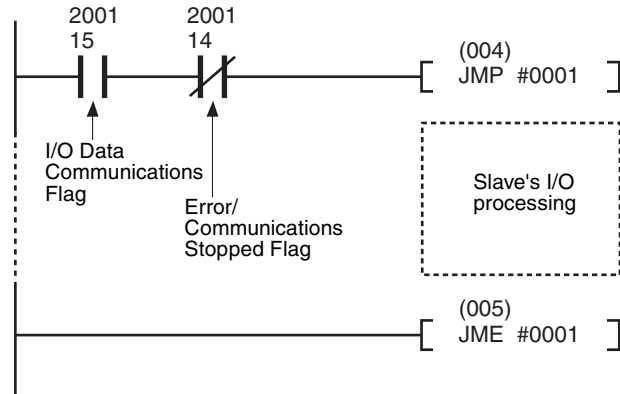 2001
15
2001
14
(004)
JMP #0001
I/O Data
Communications
Flag
Error/
Communications
Stopped Flag
Slave's I/O
processing
(005)
JME #0001